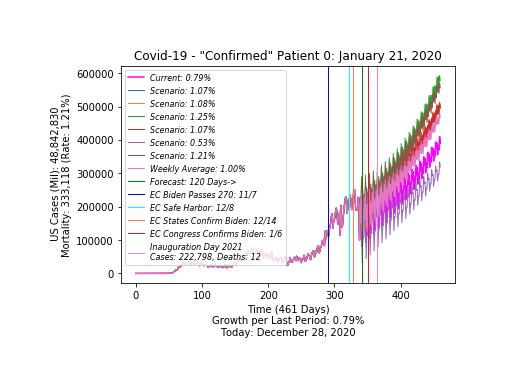 Covid-19 - "Confirmed" Patient 0: January 21, 2020
US Cases (Mil): 48,842,830
Mortality: 333,118 (Rate: 1.21%)
600000
500000
400000
300000
200000
100000
0
Current: 0.79%
Scenario: 1.07%
Scenario: 1.08%
Scenario: 1.25%
Scenario: 1.07%
Scenario: 0.53%
Scenario: 1.21%
Weekly Average: 1.00%
Forecast: 120 Days->
EC Biden Passes 270: 11/7
EC Safe Harbor: 12/8
EC States Confirm Biden: 12/14
EC Congress Confirms Biden: 1/6
Inauguration Day 2021
Cases: 222,798, Deaths: 12
0 100 200 300 400
Time (461 Days)
Growth per Last Period: 0.79%
Today: December 28, 2020